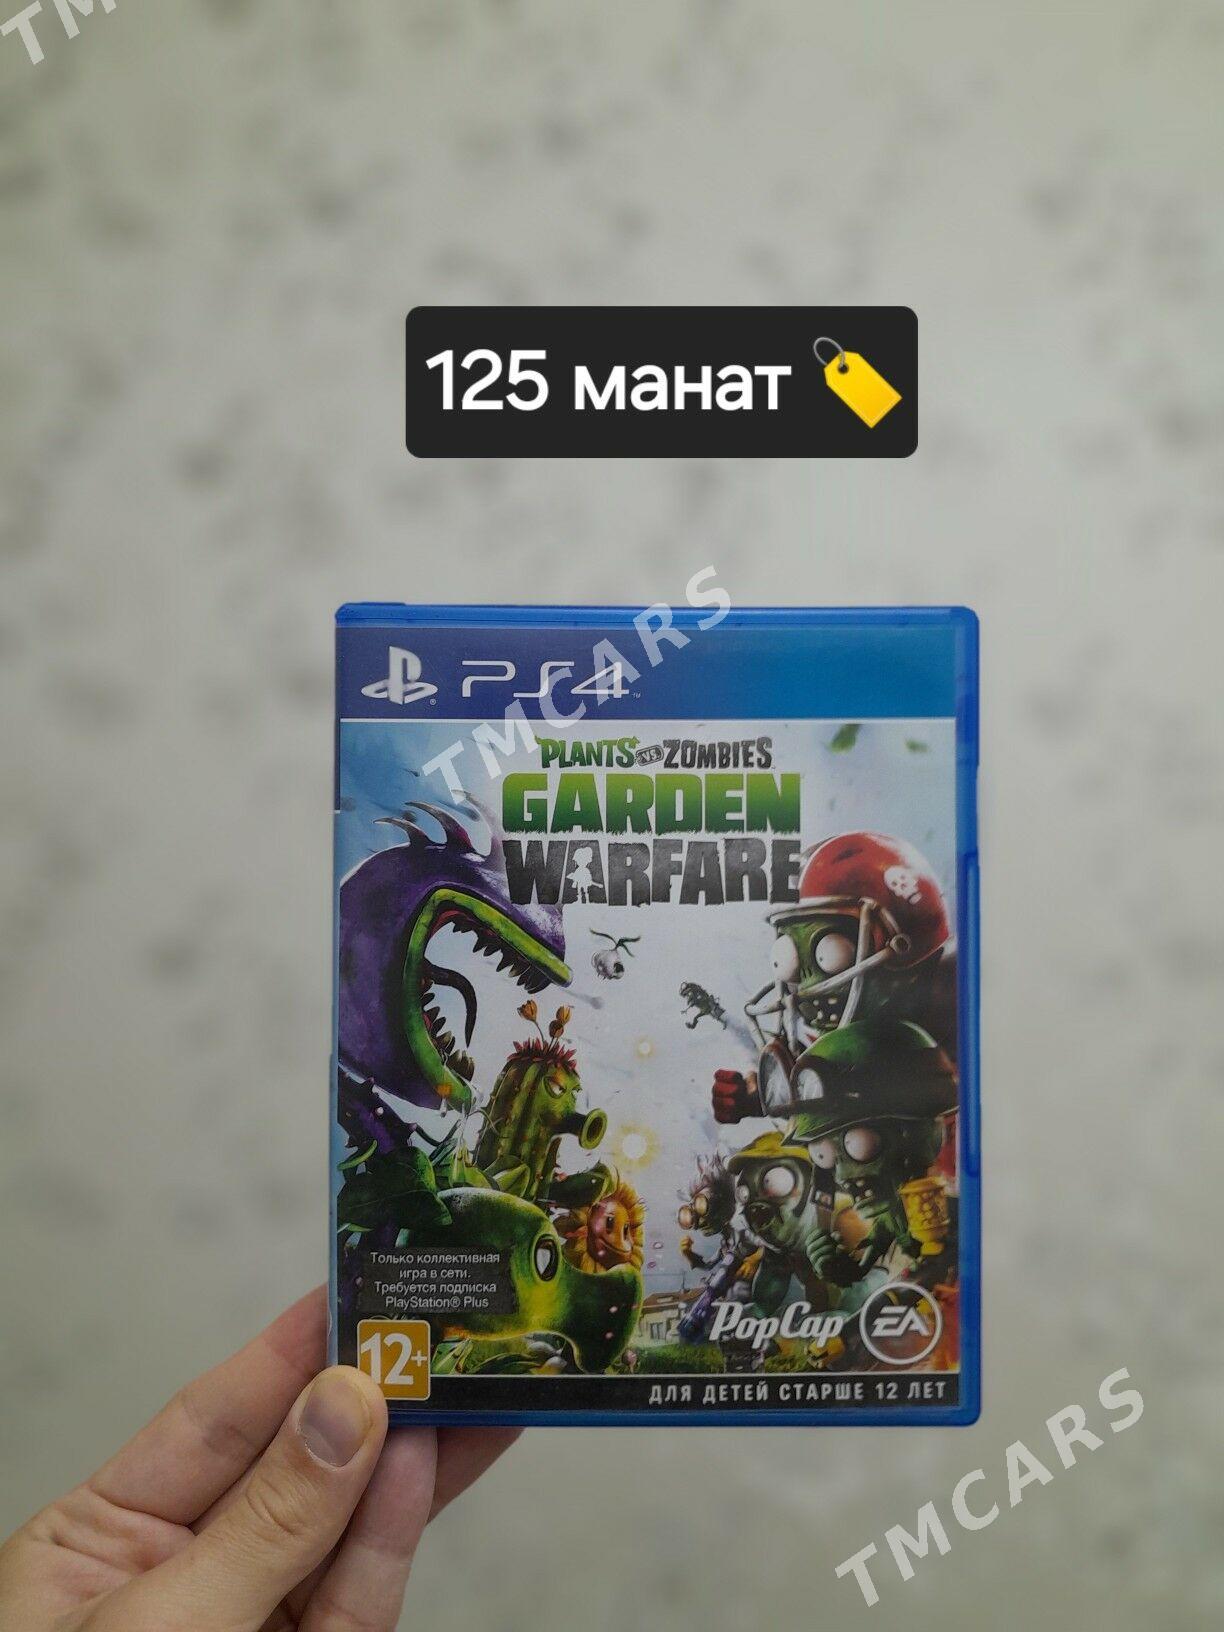 TM
125 манат
PS4
TMCARS
PLANTS VS ZOMBIES
GARDEN
WARFARE
Только коллективная
игра в сети.
Требуется подписка
PlayStation® Plus
PopCap
EA
12+
ДЛЯ ДЕТЕЙ СТАРШЕ 12 ЛЕТ
TMCARS